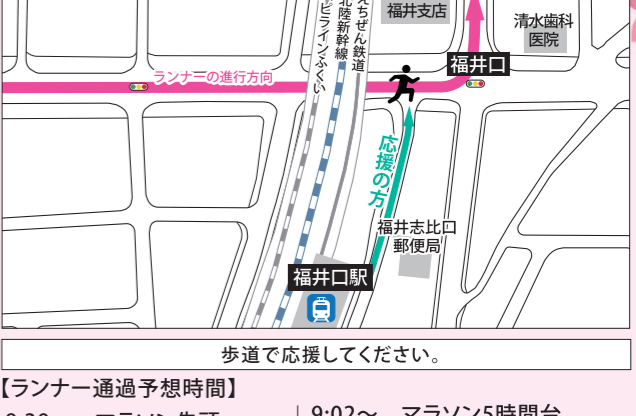 福井支店
清水歯科
医院
えちぜん鉄道
北陸新幹線
ピラインふくい
福井口
ランナーの進行方向
応援の方
福井志比口
郵便局
福井口駅
歩道で応援してください。
【ランナー通過予想時間】
9:02～ マラソン5時間台